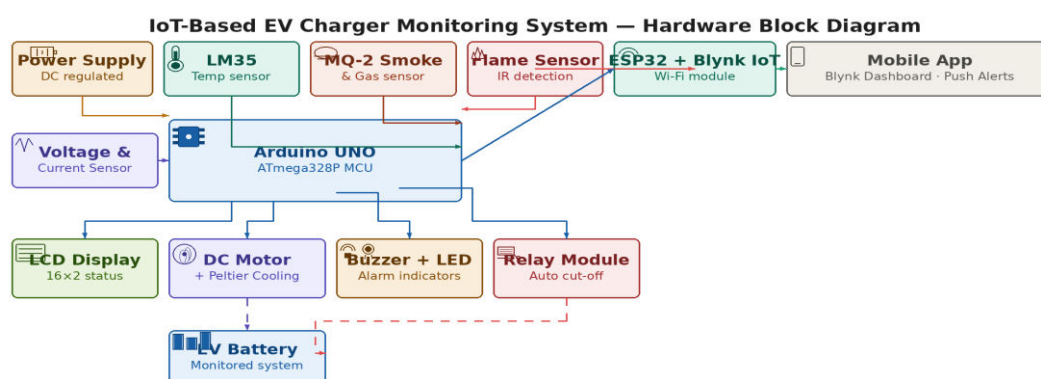 IoT-Based EV Charger Monitoring System — Hardware Block Diagram
Power Supply
DC regulated
LM35
Temp sensor
MQ-2 Smoke
& Gas sensor
Flame Sensor
IR detection
ESP32 + Blynk IoT
Wi-Fi module
Mobile App
Blynk Dashboard · Push Alerts
Voltage &
Current Sensor
Arduino UNO
ATmega328P MCU
LCD Display
16×2 status
DC Motor
+ Peltier Cooling
Buzzer + LED
Alarm indicators
Relay Module
Auto cut-off
EV Battery
Monitored system